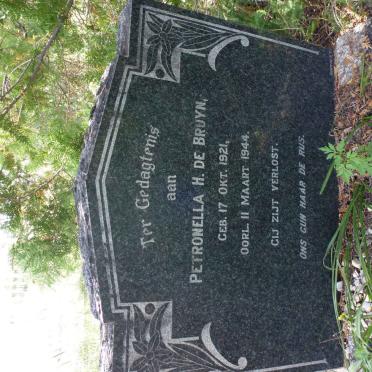 Ter Gedagtenis
aan
PETRONELLA H. DE BRUYN,
GEB. 17 OKT. 1921,
OORL. 11 MAART 1944.
GIJ ZIJT VERLOST.
ONS GUN HAAR DE RUS.